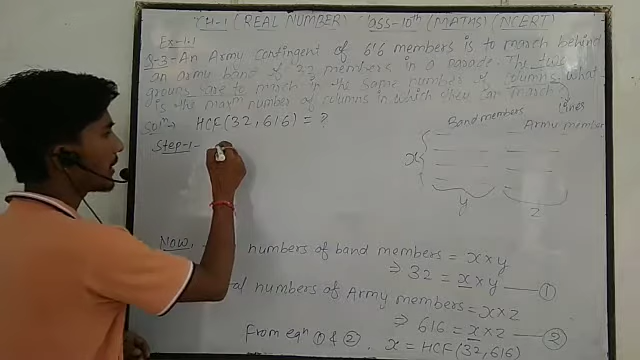 CH-1 (REAL NUMBER) Class-10th (MATHS) (NCERT)
Ex-1.1
Q-3- An Army contingent of 616 members is to march behind
an army band of 32 members in a parade. The two
groups are to march in the same number of columns. what
is the maxm number of columns in which they can march?
lines
Soln→ HCF (32, 616) = ?
Step-1-
Band members
Army member
x
y
z
Now, numbers of band members = x×y
⇒ 32 = x×y —— ①
numbers of Army members = x×z
⇒ 616 = x×z —— ②
From eqn ① & ②
x = HCF (32, 616)